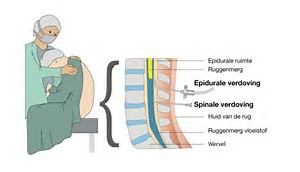 Epidurale ruimte
Ruggenmerg
Epidurale verdoving
Spinale verdoving
Huid van de rug
Ruggenmerg vloeistof
Wervel